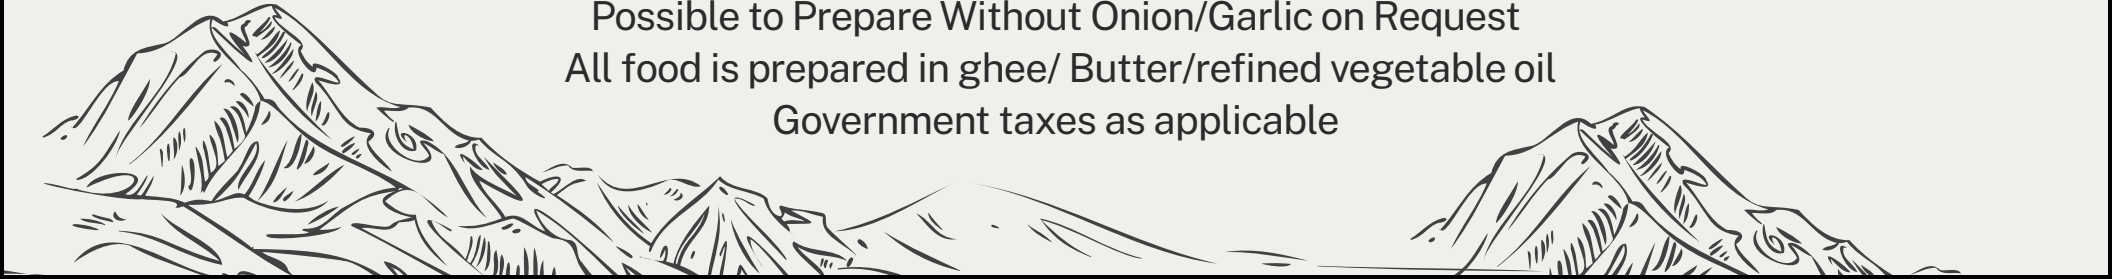 Possible to Prepare Without Onion/Garlic on Request
All food is prepared in ghee/ Butter/refined vegetable oil
Government taxes as applicable